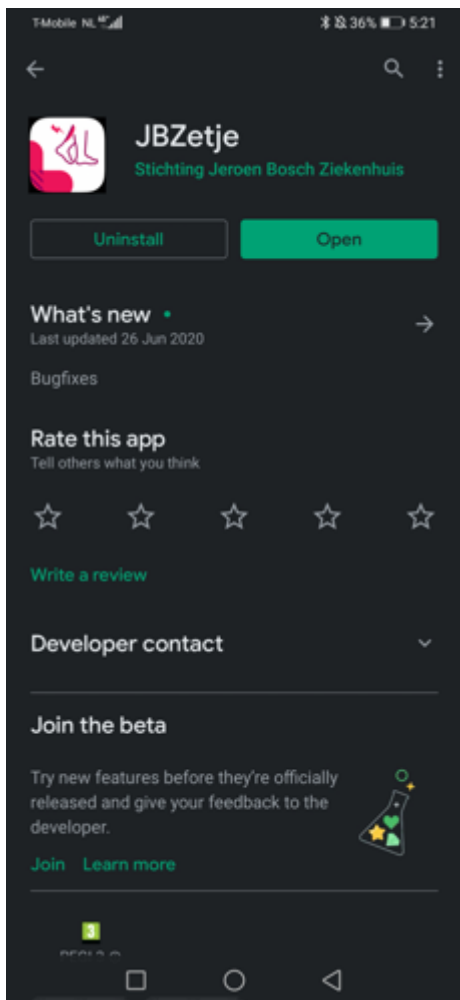 T-Mobile NL 36% 5:21
JBZetje
Stichting Jeroen Bosch Ziekenhuis
Uninstall
Open
What's new
Last updated 26 Jun 2020
Bugfixes
Rate this app
Tell others what you think
Write a review
Developer contact
Join the beta
Try new features before they're officially
released and give your feedback to the
developer.
Join Learn more
3